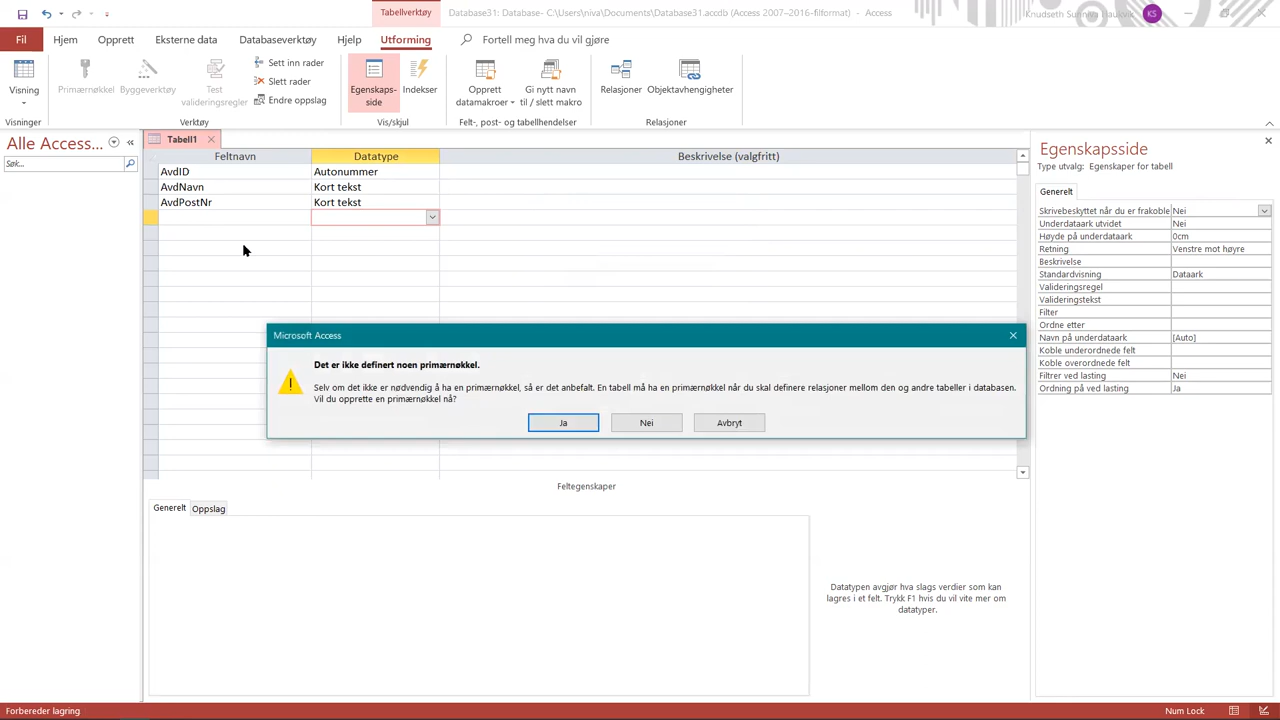 Tabellverktøy
Database31: Database- C:\Users\niva\Documents\Database31.accdb (Access 2007–2016-filformat) - Access
Knudseth Sunniva Haukvik
KS
Fil
Hjem
Opprett
Eksterne data
Databaseverktøy
Hjelp
Utforming
Fortell meg hva du vil gjøre
Visning
Primærnøkkel
Byggeverktøy
Test
valideringsregler
Sett inn rader
Slett rader
Endre oppslag
Egenskaps-
side
Indekser
Opprett
datamakroer
Gi nytt navn
til / slett makro
Relasjoner
Objektavhengigheter
Visninger
Verktøy
Vis/skjul
Felt-, post- og tabellhendelser
Relasjoner
Alle Access...
Søk...
Tabell1
Feltnavn
Datatype
Beskrivelse (valgfritt)
AvdID
Autonummer
AvdNavn
Kort tekst
AvdPostNr
Kort tekst
Microsoft Access
Det er ikke definert noen primærnøkkel.
Selv om det ikke er nødvendig å ha en primærnøkkel, så er det anbefalt. En tabell må ha en primærnøkkel når du skal definere relasjoner mellom den og andre tabeller i databasen.
Vil du opprette en primærnøkkel nå?
Ja
Nei
Avbryt
Feltegenskaper
Generelt
Oppslag
Datatypen avgjør hva slags verdier som kan
lagres i et felt. Trykk F1 hvis du vil vite mer om
datatyper.
Egenskapsside
Type utvalg: Egenskaper for tabell
Generelt
Skrivebeskyttet når du er frakoble Nei
Underdataark utvidet Nei
Høyde på underdataark 0cm
Retning Venstre mot høyre
Beskrivelse
Standardvisning Dataark
Valideringsregel
Valideringstekst
Filter
Ordne etter
Navn på underdataark [Auto]
Koble underordnede felt
Koble overordnede felt
Filtrer ved lasting Nei
Ordning på ved lasting Ja
Forbereder lagring
Num Lock